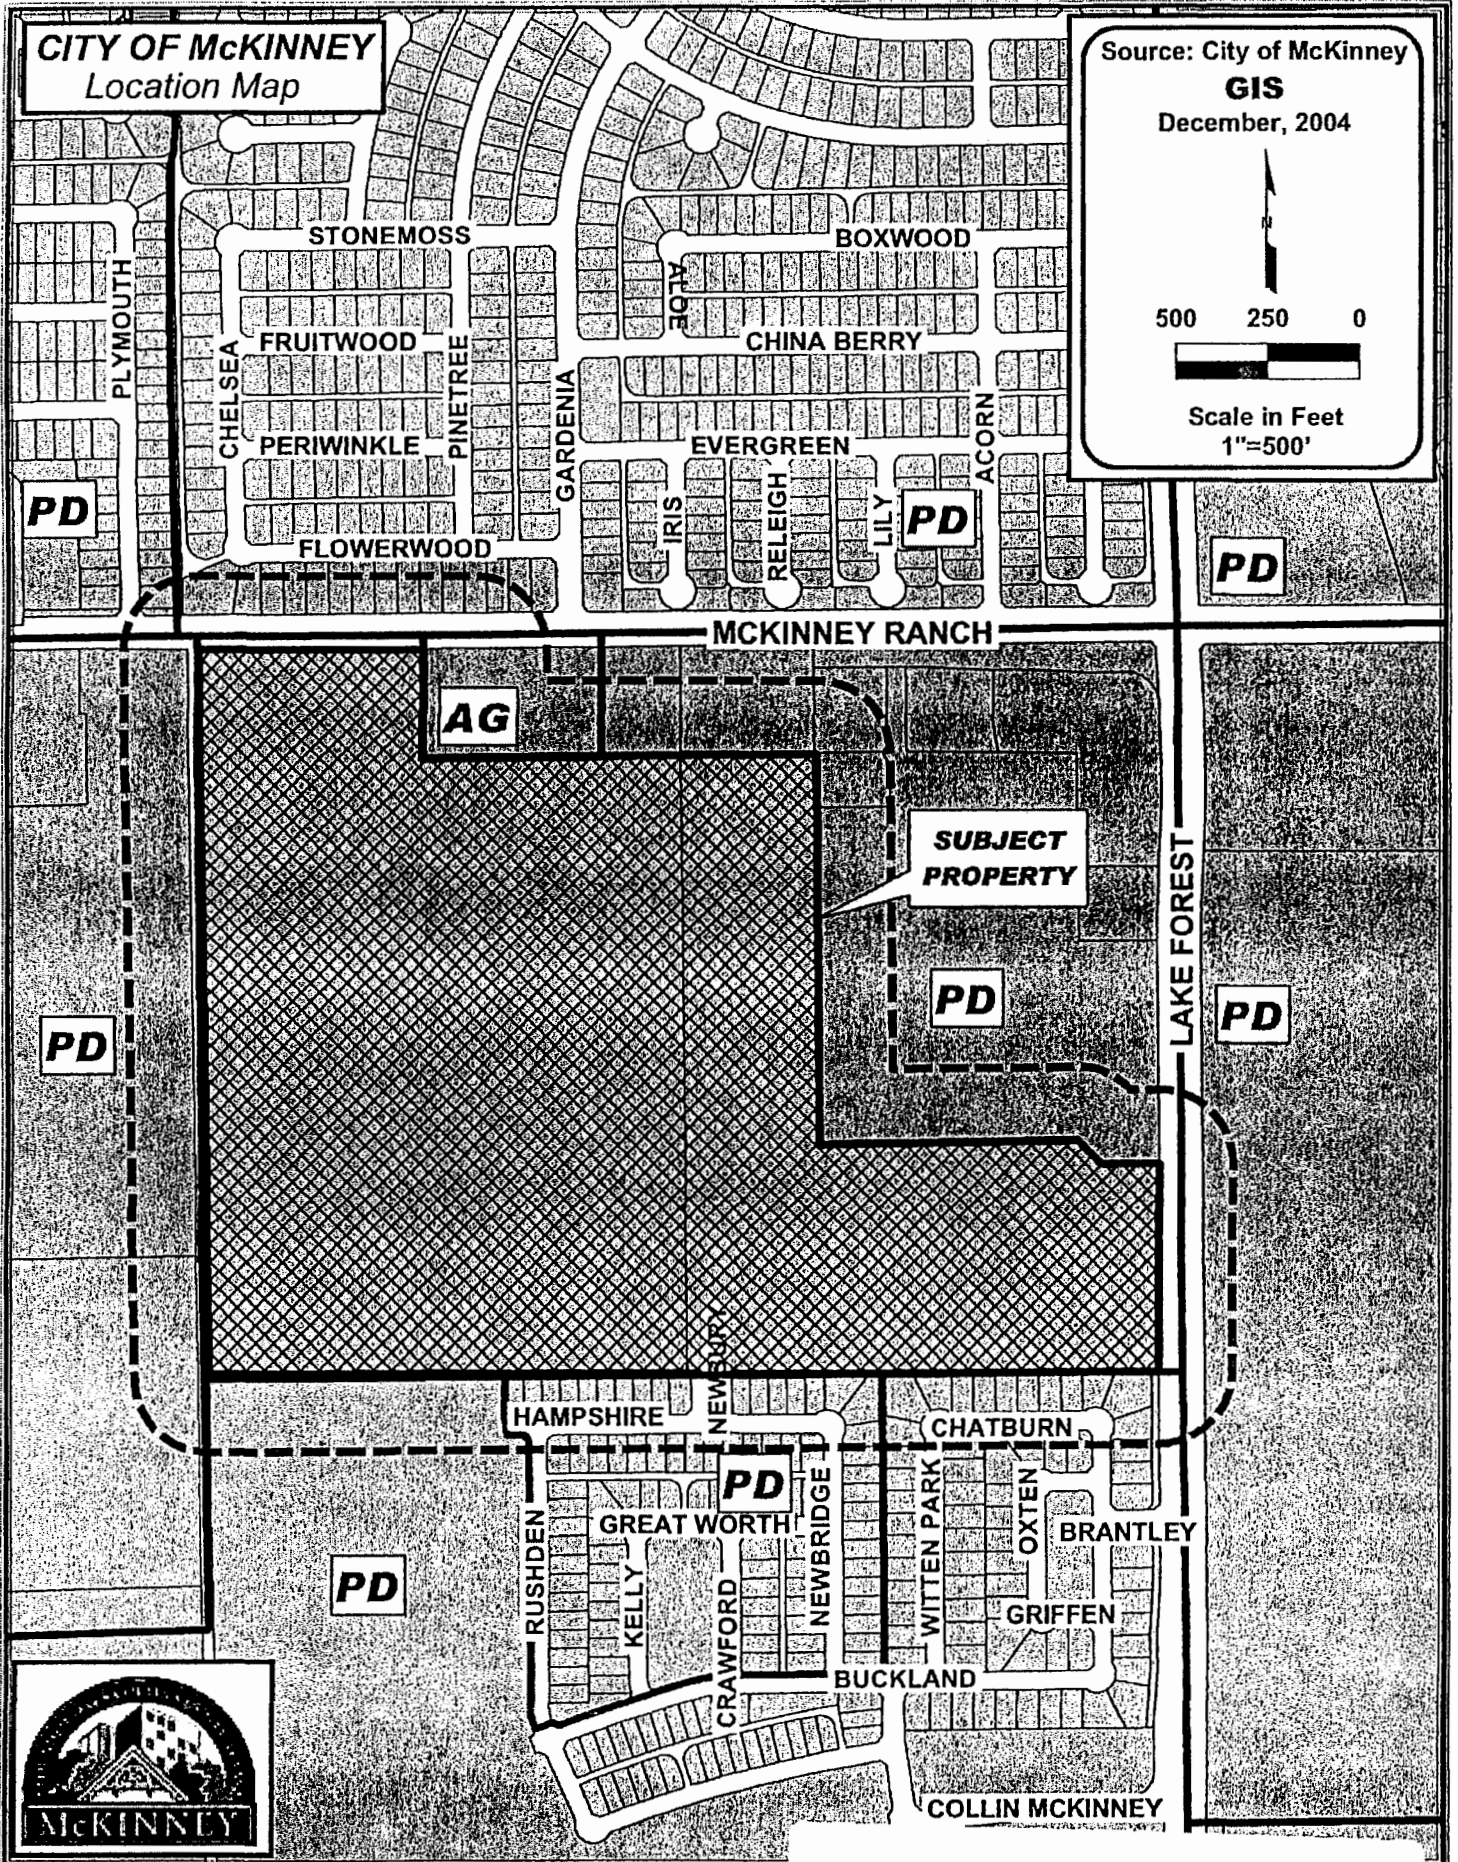 CITY OF McKINNEY
Location Map
Source: City of McKinney
GIS
December, 2004
N
500 250 0
Scale in Feet
1"=500'
STONEMOSS
BOXWOOD
ALOE
PLYMOUTH
FRUITWOOD
CHINA BERRY
CHELSEA
PINETREE
GARDENIA
PERIWINKLE
EVERGREEN
ACORN
PD
IRIS
RELEIGH
LILY
PD
FLOWERWOOD
PD
MCKINNEY RANCH
AG
SUBJECT
PROPERTY
LAKE FOREST
PD
PD
PD
NEWBURY
HAMPSHIRE
CHATBURN
PD
NEWBRIDGE
WITTEN PARK
OXTEN
GREAT WORTH
BRANTLEY
RUSHDEN
PD
KELLY
CRAWFORD
GRIFFEN
BUCKLAND
COLLIN MCKINNEY
McKINNEY